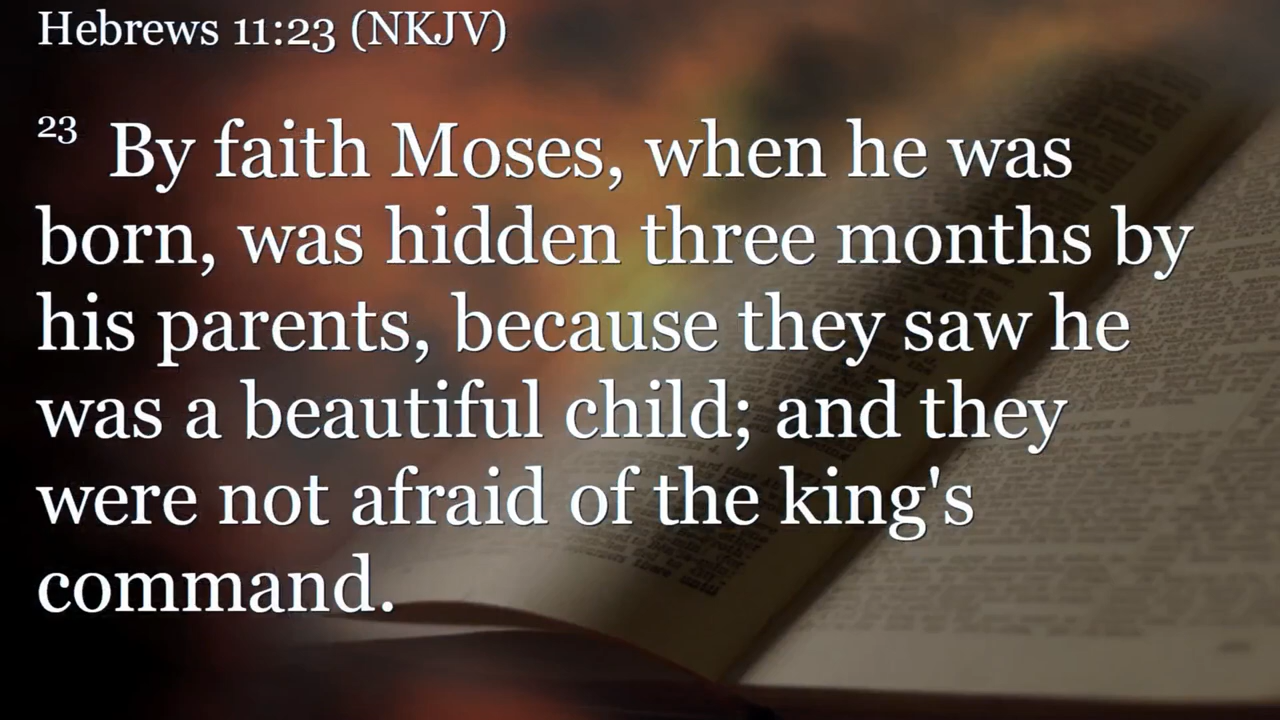 Hebrews 11:23 (NKJV)
23 By faith Moses, when he was
born, was hidden three months by
his parents, because they saw he
was a beautiful child; and they
were not afraid of the king's
command.